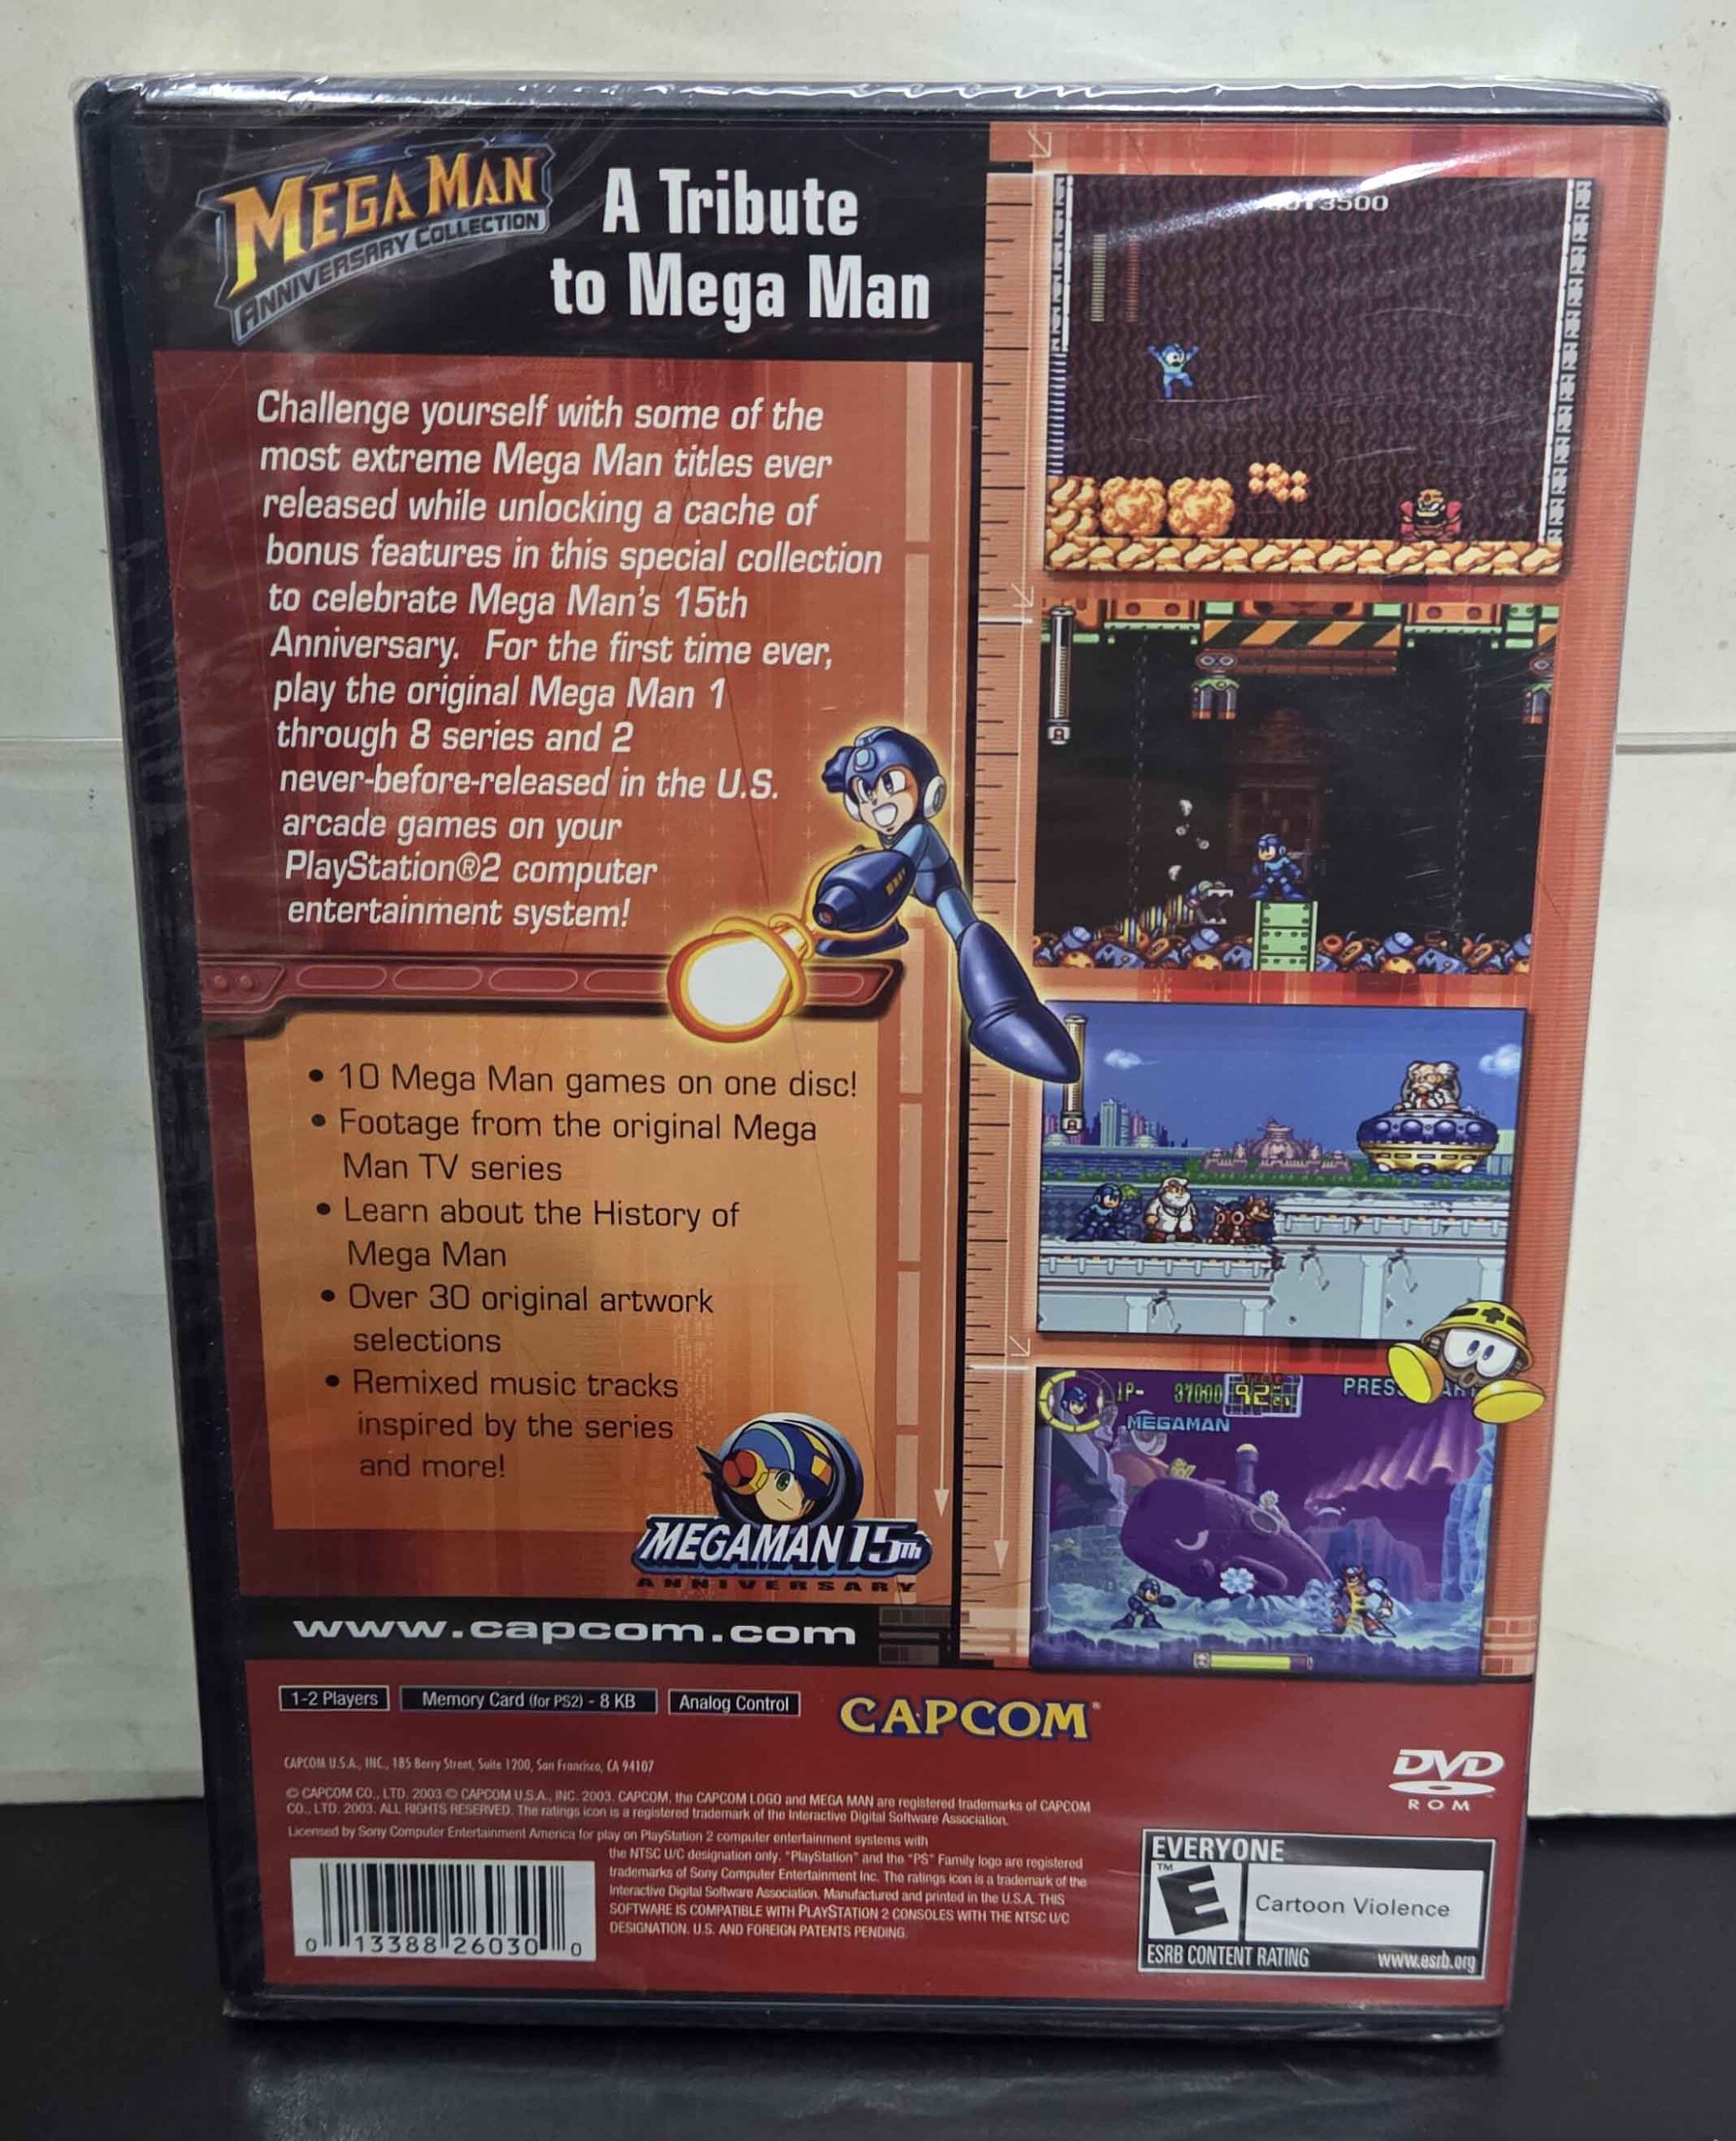 MEGA MAN
ANNIVERSARY COLLECTION
A Tribute
to Mega Man
Challenge yourself with some of the
most extreme Mega Man titles ever
released while unlocking a cache of
bonus features in this special collection
to celebrate Mega Man's 15th
Anniversary. For the first time ever,
play the original Mega Man 1
through 8 series and 2
never-before-released in the U.S.
arcade games on your
PlayStation®2 computer
entertainment system!
• 10 Mega Man games on one disc!
• Footage from the original Mega
Man TV series
• Learn about the History of
Mega Man
• Over 30 original artwork
selections
• Remixed music tracks
inspired by the series
and more!
MEGAMAN 15TH
ANNIVERSARY
www.capcom.com
3500
1P- 37000 92
MEGAMAN
1-2 Players
Memory Card (for PS2) - 8 KB
Analog Control
CAPCOM®
CAPCOM U.S.A., INC., 185 Berry Street, Suite 1200, San Francisco, CA 94107
© CAPCOM CO., LTD. 2003 © CAPCOM U.S.A., INC. 2003. CAPCOM, the CAPCOM LOGO and MEGA MAN are registered trademarks of CAPCOM
CO., LTD. 2003. ALL RIGHTS RESERVED. The ratings icon is a registered trademark of the Interactive Digital Software Association.
Licensed by Sony Computer Entertainment America for play on PlayStation 2 computer entertainment systems with
the NTSC U/C designation only. "PlayStation" and the "PS" Family logo are registered
trademarks of Sony Computer Entertainment Inc. The ratings icon is a trademark of the
Interactive Digital Software Association. Manufactured and printed in the U.S.A. THIS
SOFTWARE IS COMPATIBLE WITH PLAYSTATION 2 CONSOLES WITH THE NTSC U/C
DESIGNATION. U.S. AND FOREIGN PATENTS PENDING.
0 13388 26030 0
DVD
ROM
EVERYONE
E™
Cartoon Violence
ESRB CONTENT RATING www.esrb.org